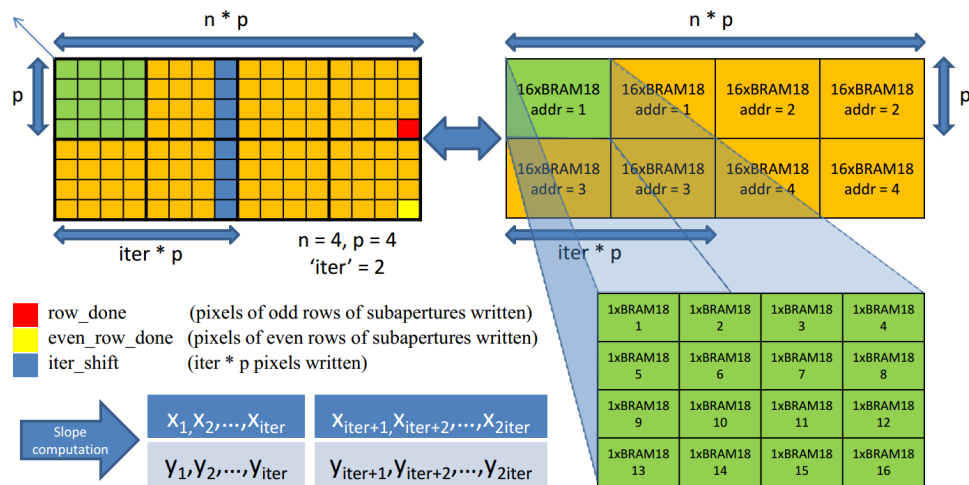 n * p
n * p
p
p
16xBRAM18
addr = 1
16xBRAM18
addr = 1
16xBRAM18
addr = 2
16xBRAM18
addr = 2
16xBRAM18
addr = 3
16xBRAM18
addr = 3
16xBRAM18
addr = 4
16xBRAM18
addr = 4
iter * p
n = 4, p = 4
‘iter’ = 2
iter * p
row_done (pixels of odd rows of subapertures written)
even_row_done (pixels of even rows of subapertures written)
iter_shift (iter * p pixels written)
1xBRAM18
1
1xBRAM18
2
1xBRAM18
3
1xBRAM18
4
1xBRAM18
5
1xBRAM18
6
1xBRAM18
7
1xBRAM18
8
1xBRAM18
9
1xBRAM18
10
1xBRAM18
11
1xBRAM18
12
1xBRAM18
13
1xBRAM18
14
1xBRAM18
15
1xBRAM18
16
Slope
computation
x1,x2,...,xiter
xiter+1,xiter+2,...,x2iter
y1,y2,...,yiter
yiter+1,yiter+2,...,y2iter